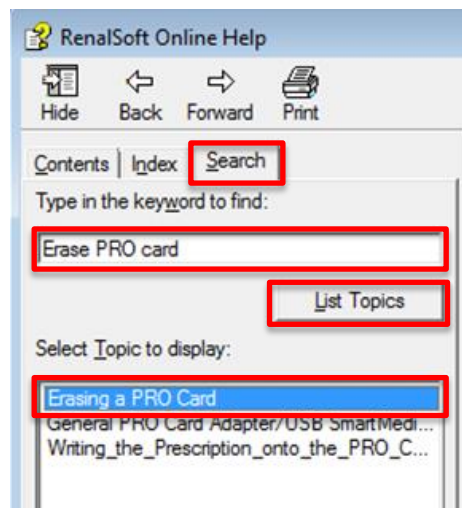 RenalSoft Online Help
Hide Back Forward Print
Contents Index Search
Type in the keyword to find:
Erase PRO card
List Topics
Select Topic to display:
Erasing a PRO Card
General PRO Card Adapter/USB SmartMedi...
Writing_the_Prescription_onto_the_PRO_C...